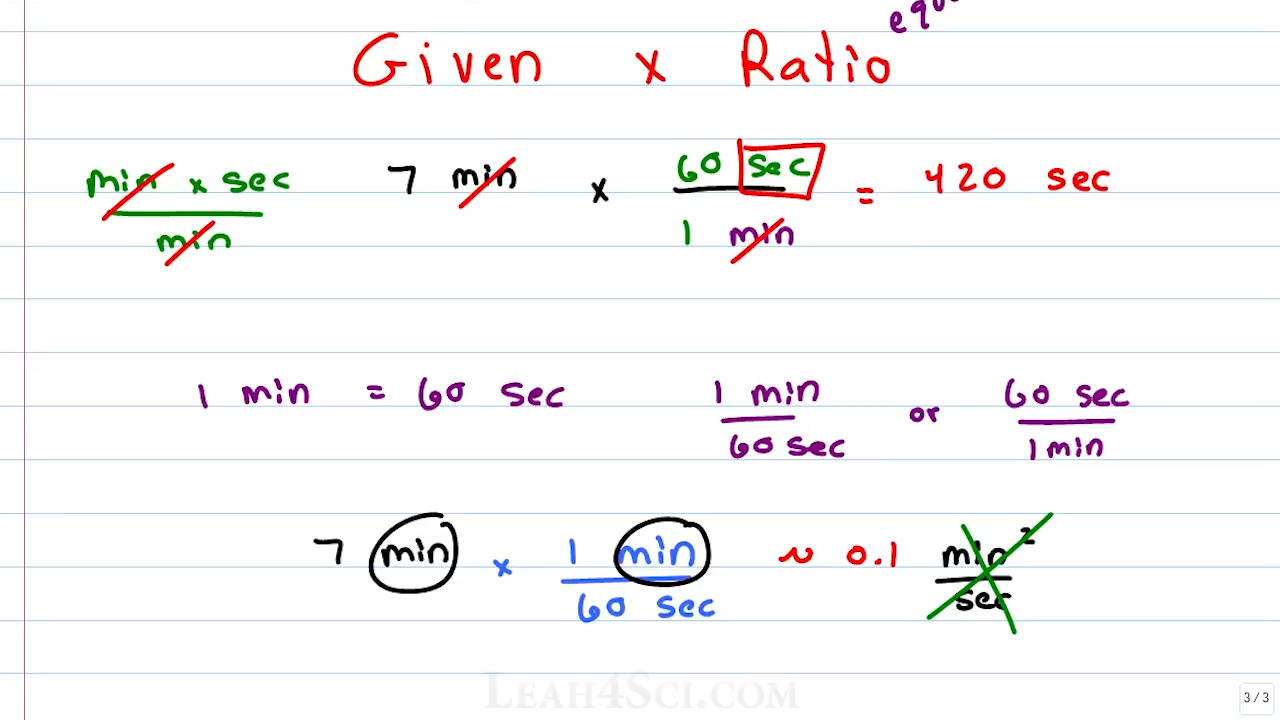 Given x Ratio
min x sec 7 min x 60 sec = 420 sec
min 1 min
1 min = 60 sec 1 min or 60 sec
60 sec 1 min
7 min x 1 min ~ 0.1 min²
60 sec sec
LEAH4SCI.COM
3 / 3